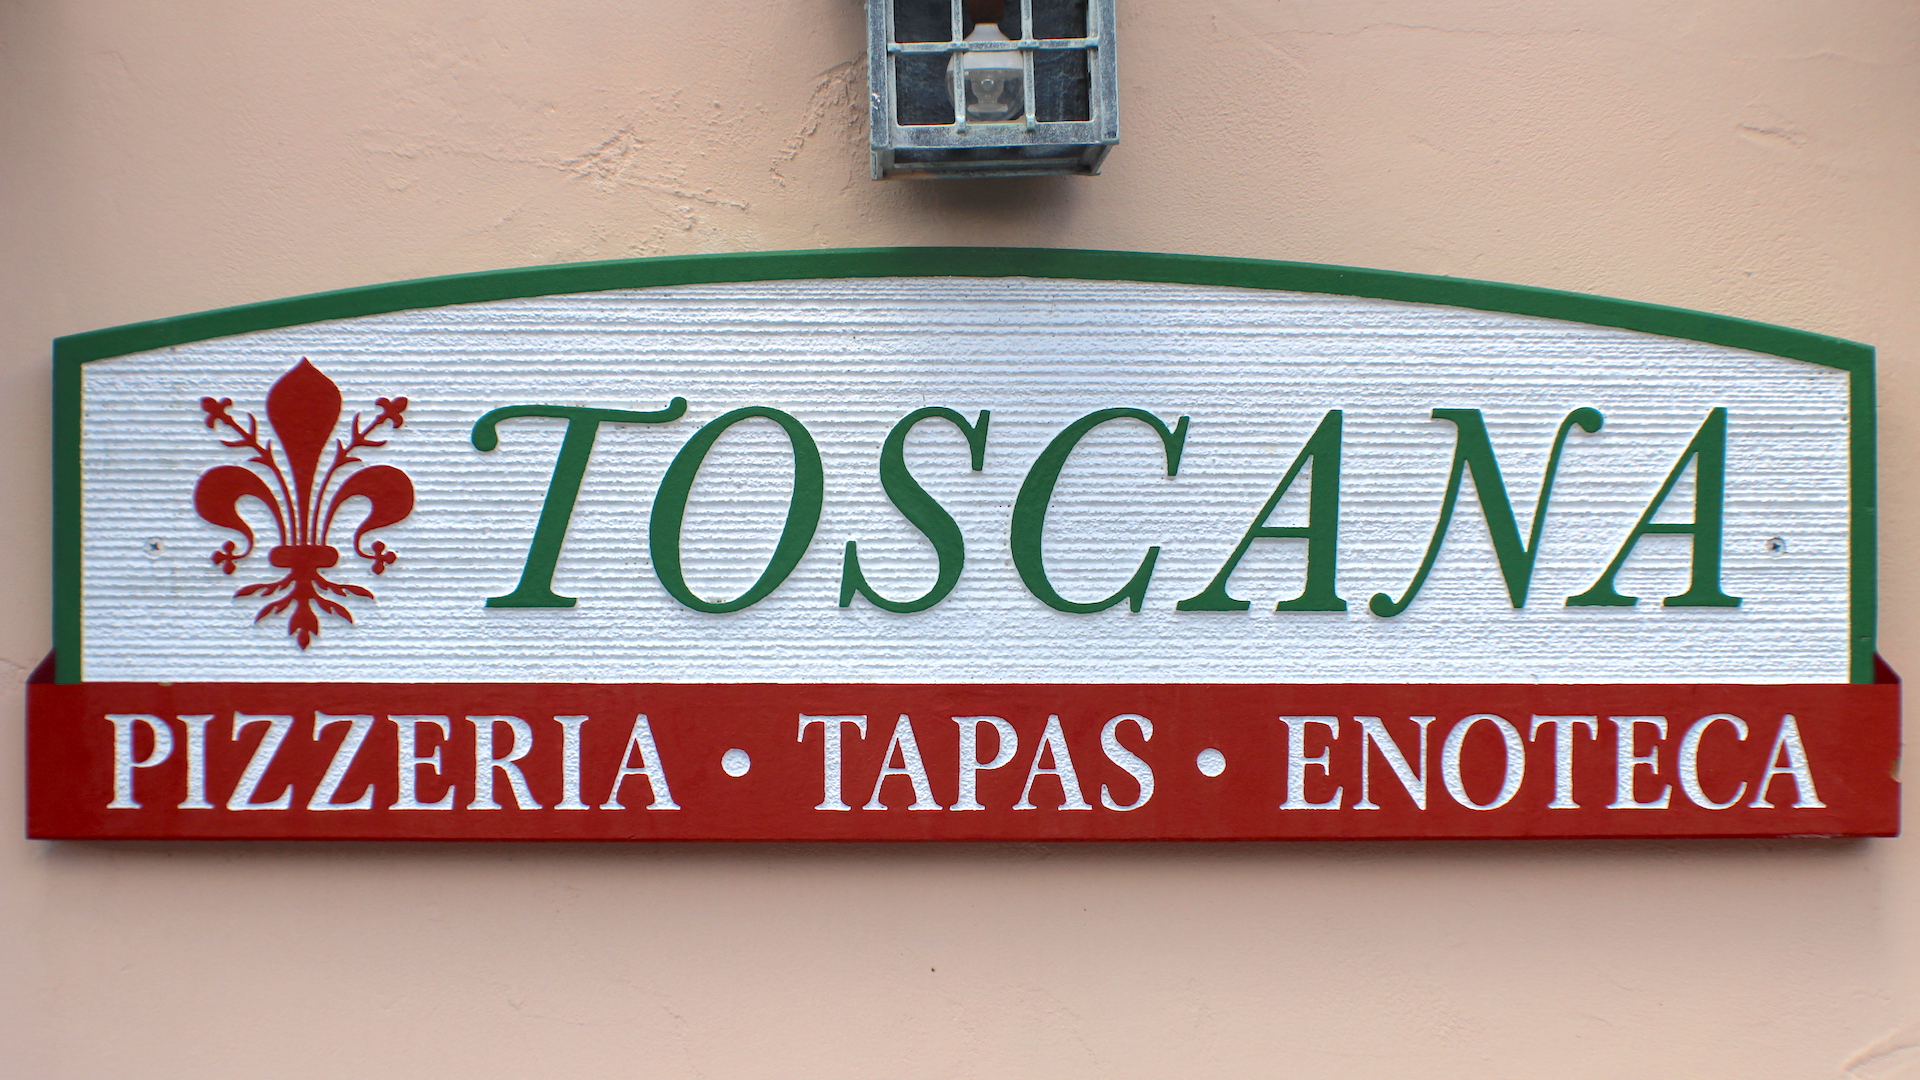 TOSCANA
PIZZERIA • TAPAS • ENOTECA